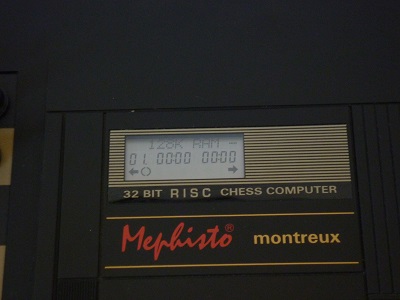 128K RAM -
01. 00:00 00:00
32 BIT RISC CHESS COMPUTER
Mephisto® montreux